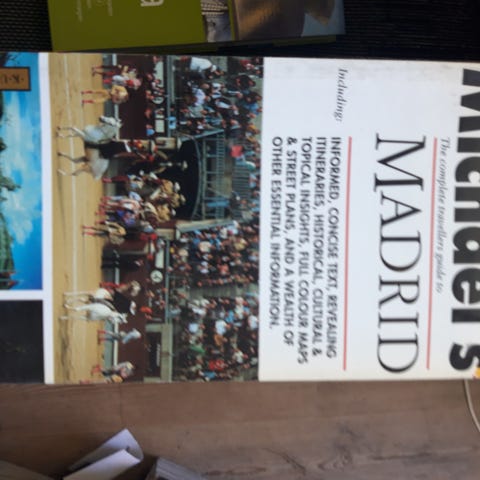 Michael's
The complete travellers guide to
MADRID
Including:
INFORMED, CONCISE TEXT, REVEALING
ITINERARIES, HISTORICAL, CULTURAL &
TOPICAL INSIGHTS, FULL COLOUR MAPS
& STREET PLANS, AND A WEALTH OF
OTHER ESSENTIAL INFORMATION.